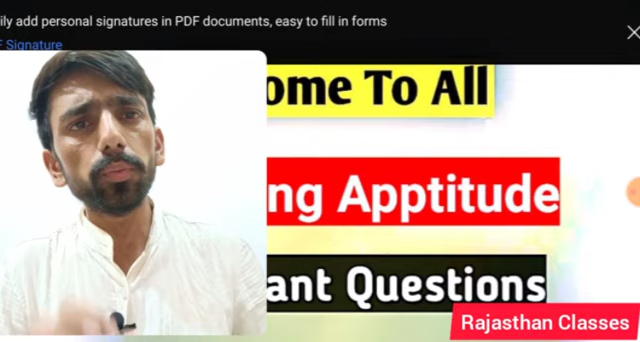 ily add personal signatures in PDF documents, easy to fill in forms
F Signature
ome To All
ng Apptitude
ant Questions
Rajasthan Classes